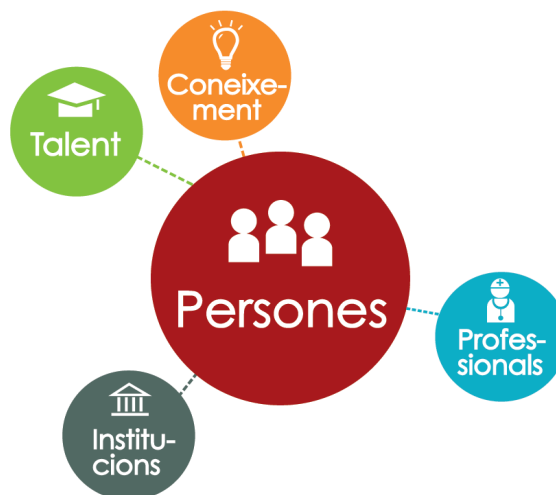 Coneixe-
ment
Talent
Persones
Profes-
sionals
Institu-
cions